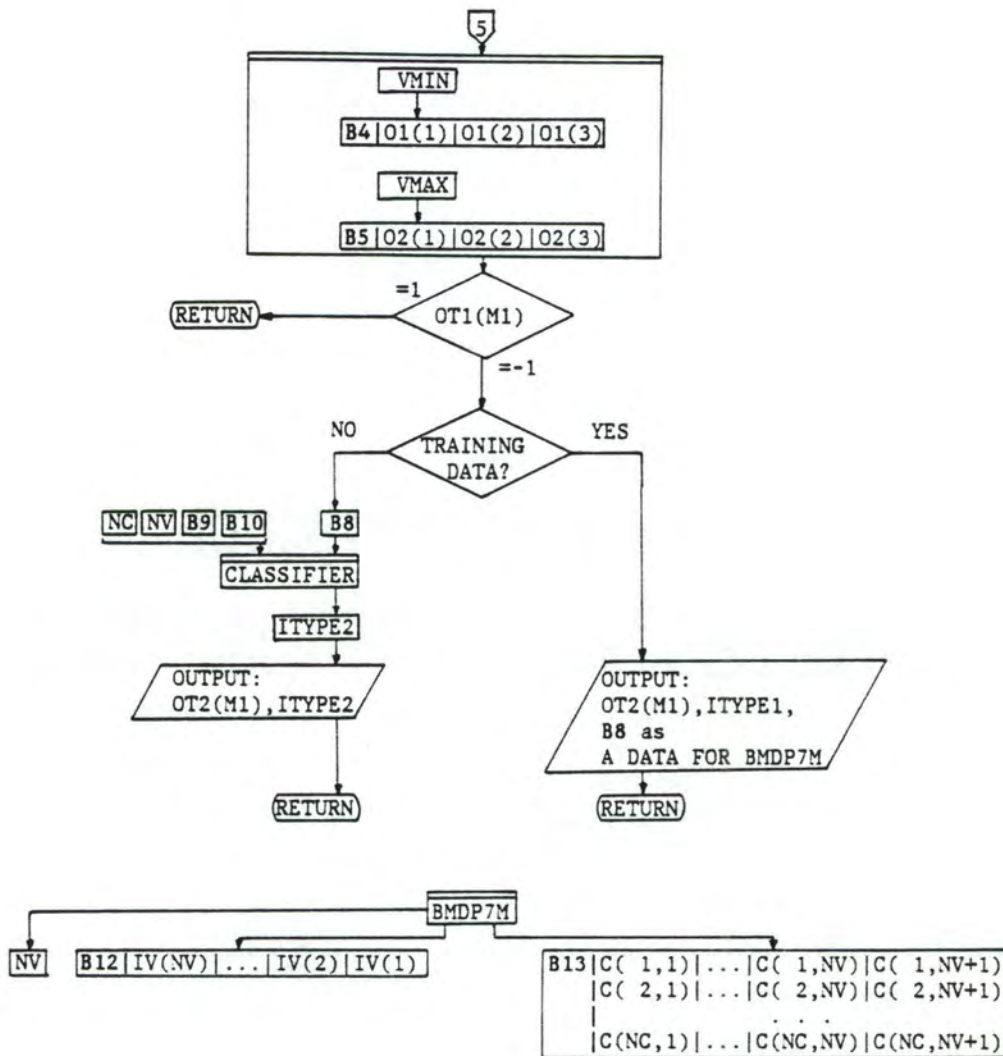 5
VMIN
B4|O1(1)|O1(2)|O1(3)
VMAX
B5|O2(1)|O2(2)|O2(3)
=1
RETURN
OT1(M1)
=-1
NO
TRAINING
DATA?
YES
NC NV B9 B10
B8
CLASSIFIER
ITYPE2
OUTPUT:
OT2(M1),ITYPE2
RETURN
OUTPUT:
OT2(M1),ITYPE1,
B8 as
A DATA FOR BMDP7M
RETURN
BMDP7M
NV
B12|IV(NV)|...|IV(2)|IV(1)
B13|C( 1,1)|...|C( 1,NV)|C( 1,NV+1)
|C( 2,1)|...|C( 2,NV)|C( 2,NV+1)
| . . .
|C(NC,1)|...|C(NC,NV)|C(NC,NV+1)